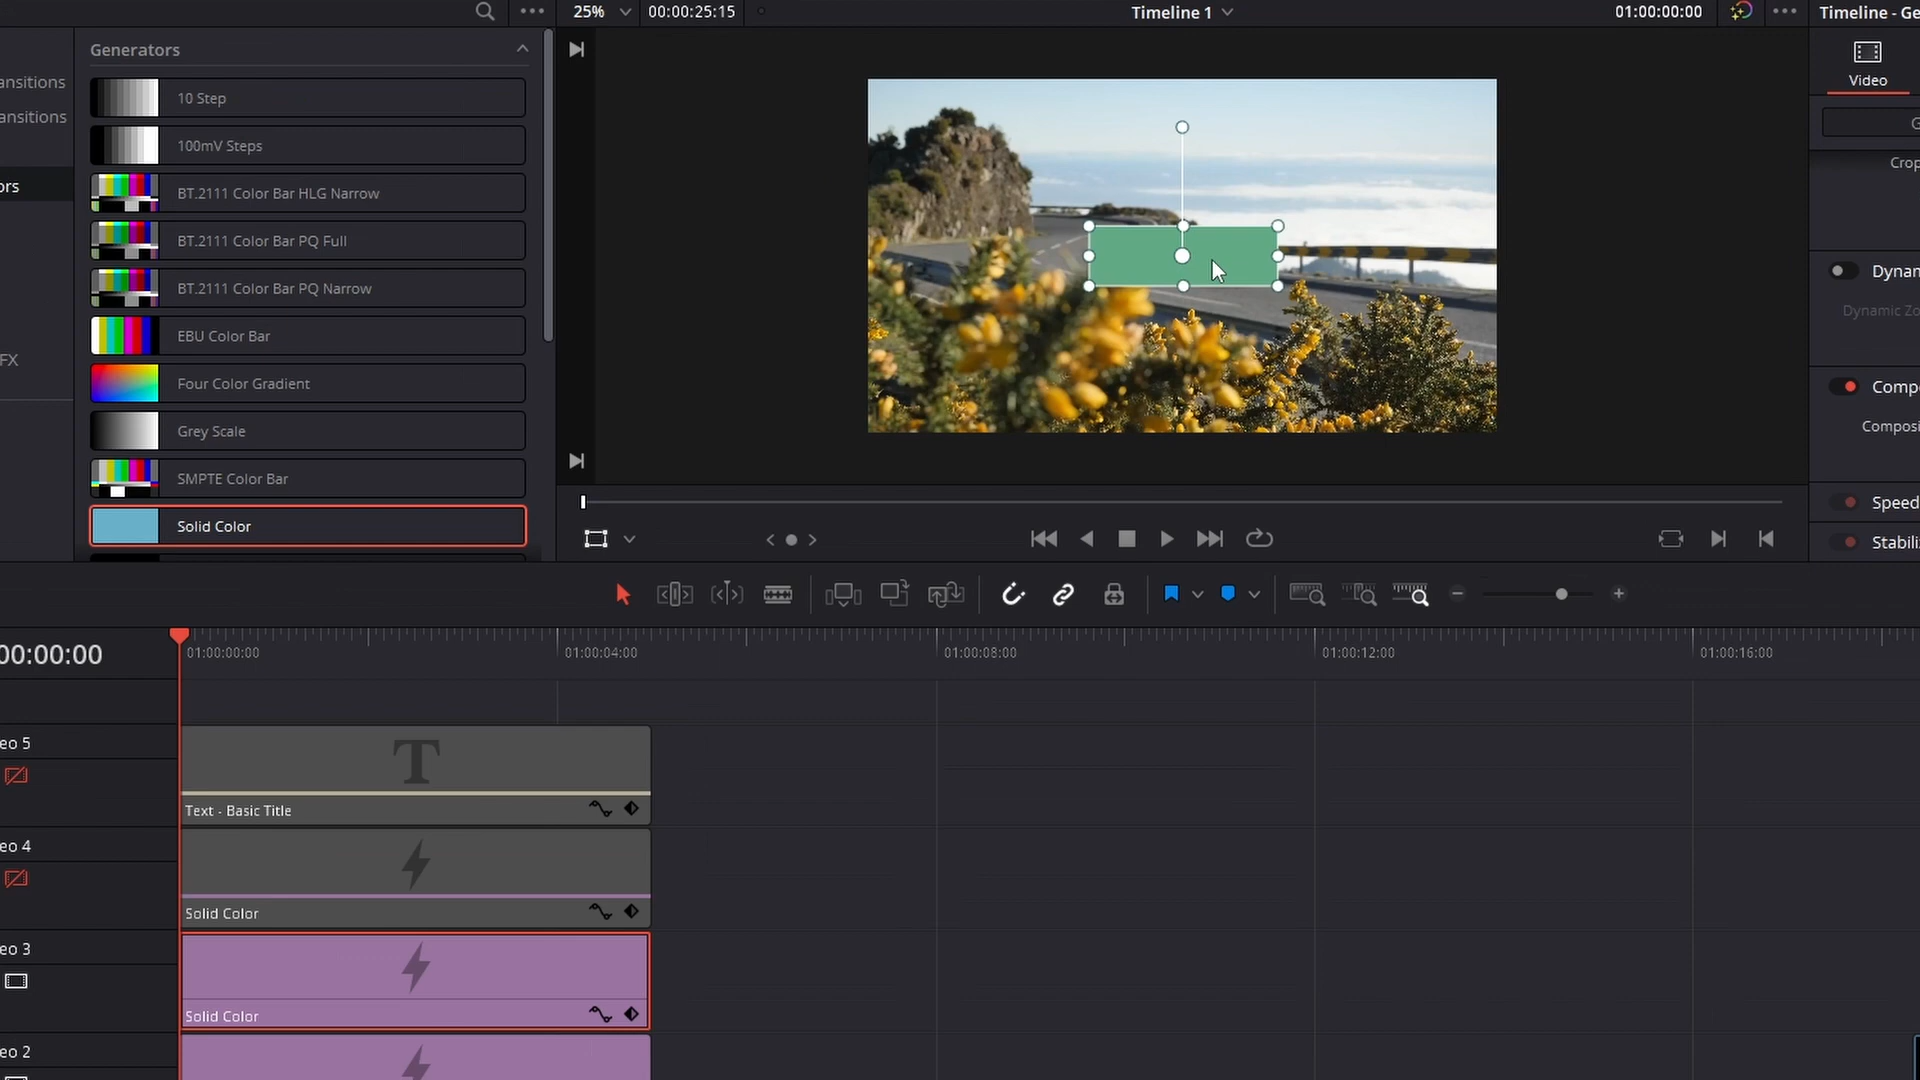 25%
00:00:25:15
Timeline 1
01:00:00:00
Timeline - Ge
Generators
ansitions
ansitions
ors
FX
10 Step
100mV Steps
BT.2111 Color Bar HLG Narrow
BT.2111 Color Bar PQ Full
BT.2111 Color Bar PQ Narrow
EBU Color Bar
Four Color Gradient
Grey Scale
SMPTE Color Bar
Solid Color
Video
Crop
Dynam
Dynamic Zo
Compo
Composi
Speed
Stabiliz
00:00:00
01:00:00:00
01:00:04:00
01:00:08:00
01:00:12:00
01:00:16:00
eo 5
T
Text - Basic Title
eo 4
Solid Color
eo 3
Solid Color
eo 2